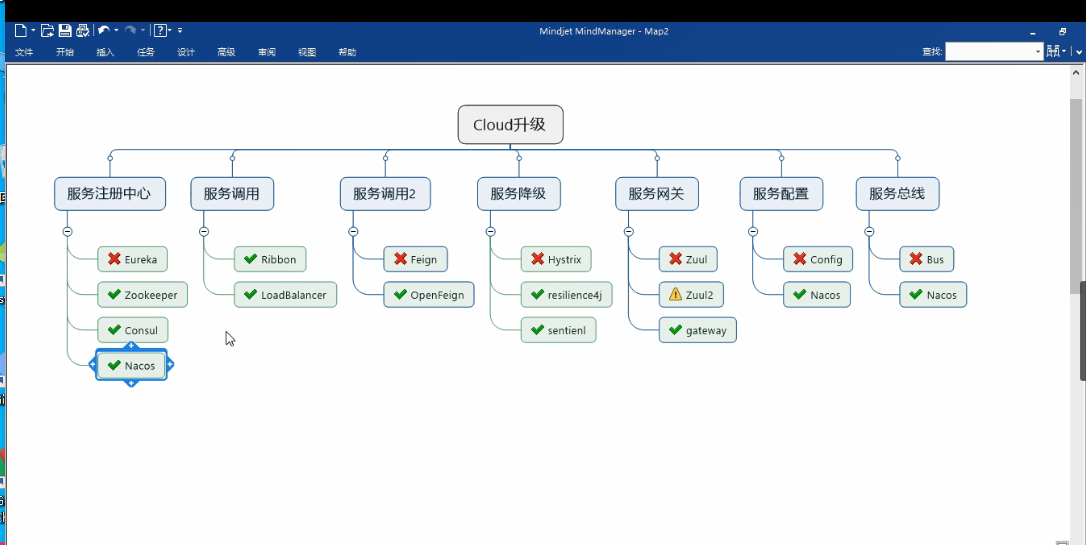 Mindjet MindManager - Map2
文件 开始 插入 任务 设计 高级 审阅 视图 帮助 查找:
Cloud升级
服务注册中心 服务调用 服务调用2 服务降级 服务网关 服务配置 服务总线
Eureka Ribbon Feign Hystrix Zuul Config Bus
Zookeeper LoadBalancer OpenFeign resilience4j Zuul2 Nacos Nacos
Consul sentienl gateway
Nacos